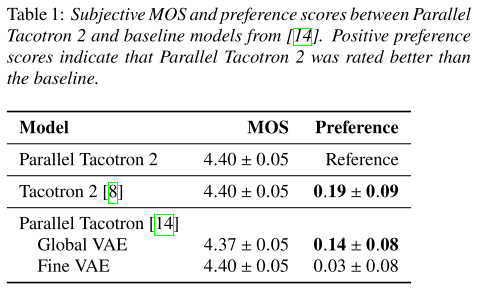 Table 1: Subjective MOS and preference scores between Parallel
Tacotron 2 and baseline models from [14]. Positive preference
scores indicate that Parallel Tacotron 2 was rated better than
the baseline.
Model MOS Preference
Parallel Tacotron 2 4.40 ± 0.05 Reference
Tacotron 2 [8] 4.40 ± 0.05 0.19 ± 0.09
Parallel Tacotron [14]
Global VAE 4.37 ± 0.05 0.14 ± 0.08
Fine VAE 4.40 ± 0.05 0.03 ± 0.08